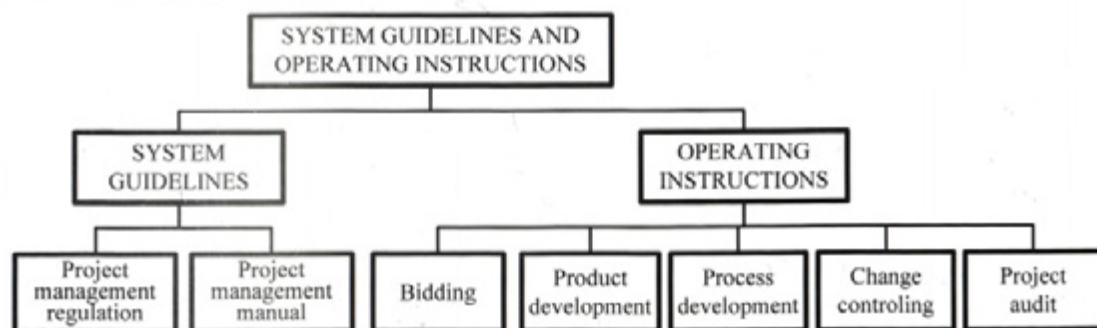 SYSTEM GUIDELINES AND
OPERATING INSTRUCTIONS
SYSTEM
GUIDELINES
OPERATING
INSTRUCTIONS
Project
management
regulation
Project
management
manual
Bidding
Product
development
Process
development
Change
controling
Project
audit